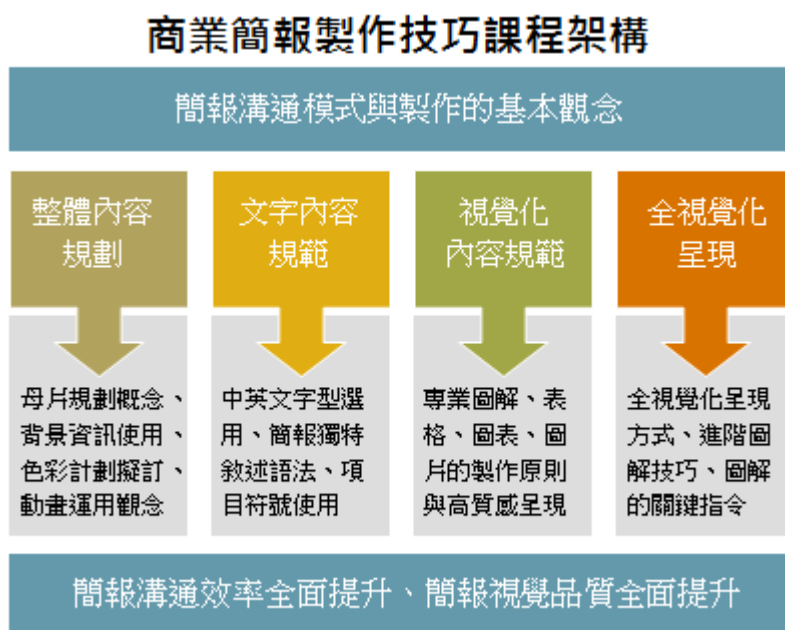 商業簡報製作技巧課程架構
簡報溝通模式與製作的基本觀念
整體內容
規劃
文字內容
規範
視覺化
內容規範
全視覺化
呈現
母片規劃概念、
背景資訊使用、
色彩計劃擬訂、
動畫運用觀念
中英文字型選
用、簡報獨特
敘述語法、項
目符號使用
專業圖解、表
格、圖表、圖
片的製作原則
與高質感呈現
全視覺化呈現
方式、進階圖
解技巧、圖解
的關鍵指令
簡報溝通效率全面提升、簡報視覺品質全面提升